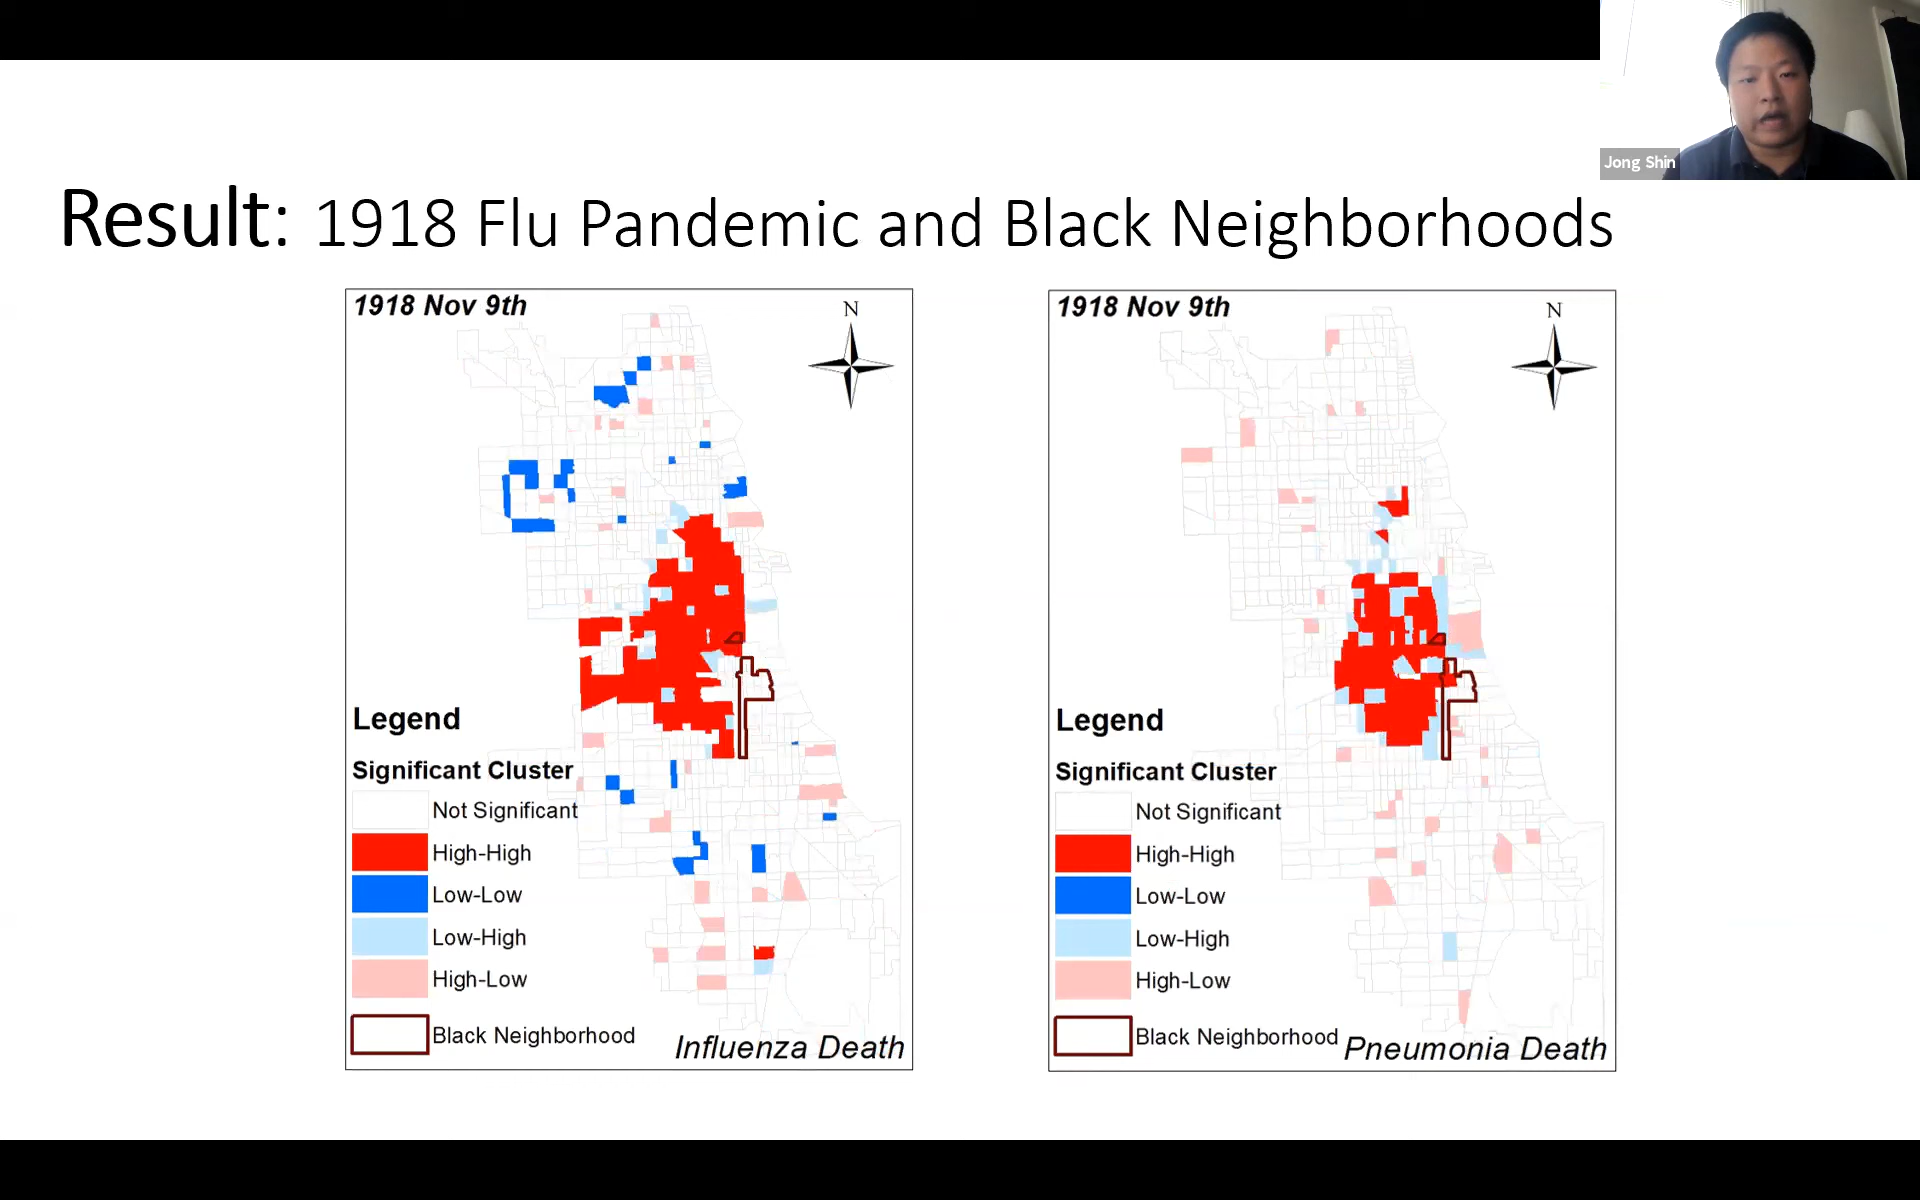 Jong Shin
Result: 1918 Flu Pandemic and Black Neighborhoods
1918 Nov 9th
N
Legend
Significant Cluster
Not Significant
High-High
Low-Low
Low-High
High-Low
Black Neighborhood
Influenza Death
1918 Nov 9th
N
Legend
Significant Cluster
Not Significant
High-High
Low-Low
Low-High
High-Low
Black Neighborhood
Pneumonia Death